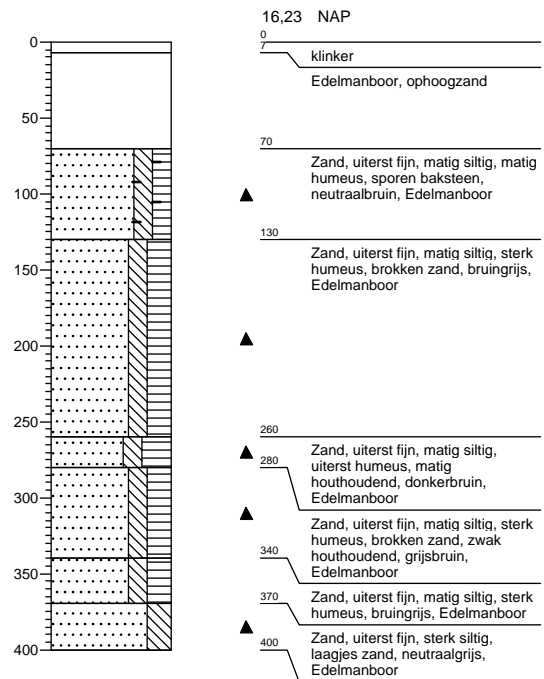 16,23 NAP
0
50
100
150
200
250
300
350
400
0
7
klinker
Edelmanboor, ophoogzand
70
Zand, uiterst fijn, matig siltig, matig
humeus, sporen baksteen,
neutraalbruin, Edelmanboor
130
Zand, uiterst fijn, matig siltig, sterk
humeus, brokken zand, bruingrijs,
Edelmanboor
260
Zand, uiterst fijn, matig siltig,
uiterst humeus, matig
houthoudend, donkerbruin,
Edelmanboor
280
Zand, uiterst fijn, matig siltig, sterk
humeus, brokken zand, zwak
houthoudend, grijsbruin,
Edelmanboor
340
Zand, uiterst fijn, matig siltig, sterk
humeus, bruingrijs, Edelmanboor
370
Zand, uiterst fijn, sterk siltig,
laagjes zand, neutraalgrijs,
Edelmanboor
400